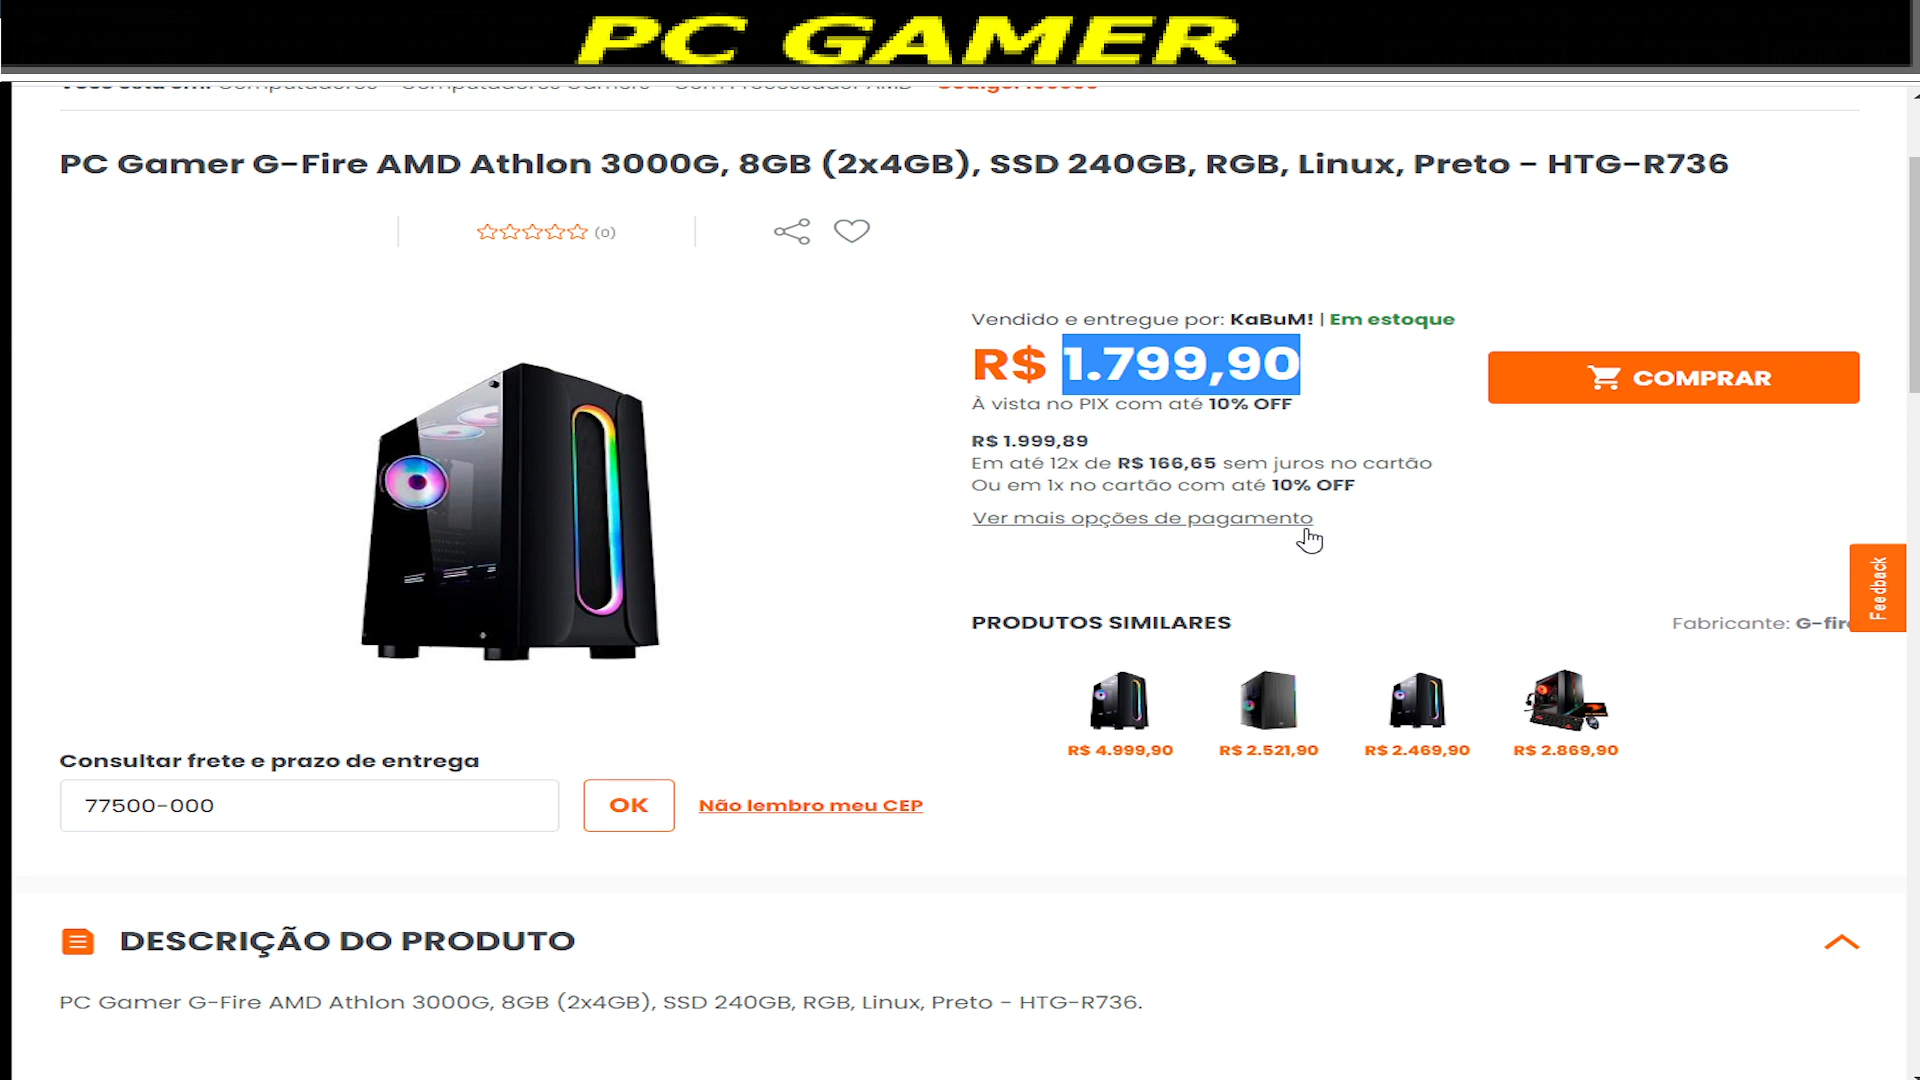 PC GAMER
PC Gamer G-Fire AMD Athlon 3000G, 8GB (2x4GB), SSD 240GB, RGB, Linux, Preto - HTG-R736
(0)
Vendido e entregue por: KaBuM! | Em estoque
R$ 1.799,90
COMPRAR
À vista no PIX com até 10% OFF
R$ 1.999,89
Em até 12x de R$ 166,65 sem juros no cartão
Ou em 1x no cartão com até 10% OFF
Ver mais opções de pagamento
Feedback
PRODUTOS SIMILARES
Fabricante:
R$ 4.999,90
R$ 2.521,90
R$ 2.469,90
R$ 2.869,90
Consultar frete e prazo de entrega
77500-000
OK
Não lembro meu CEP
DESCRIÇÃO DO PRODUTO
PC Gamer G-Fire AMD Athlon 3000G, 8GB (2x4GB), SSD 240GB, RGB, Linux, Preto - HTG-R736.